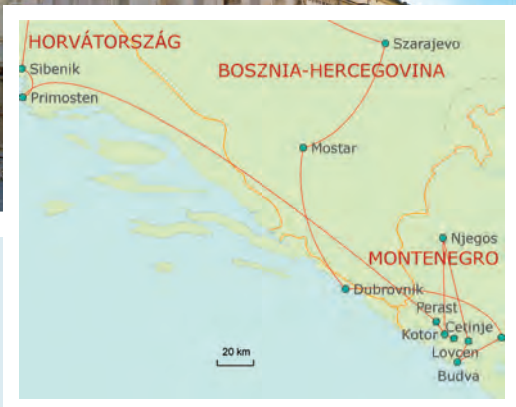 HORVÁTORSZÁG
Szarajevo
Sibenik
BOSZNIA-HERCEGOVINA
Primosten
Mostar
Njegos
MONTENEGRO
Dubrovnik
Perast
Kotor
Cetinje
Lovcen
20 km
Budva